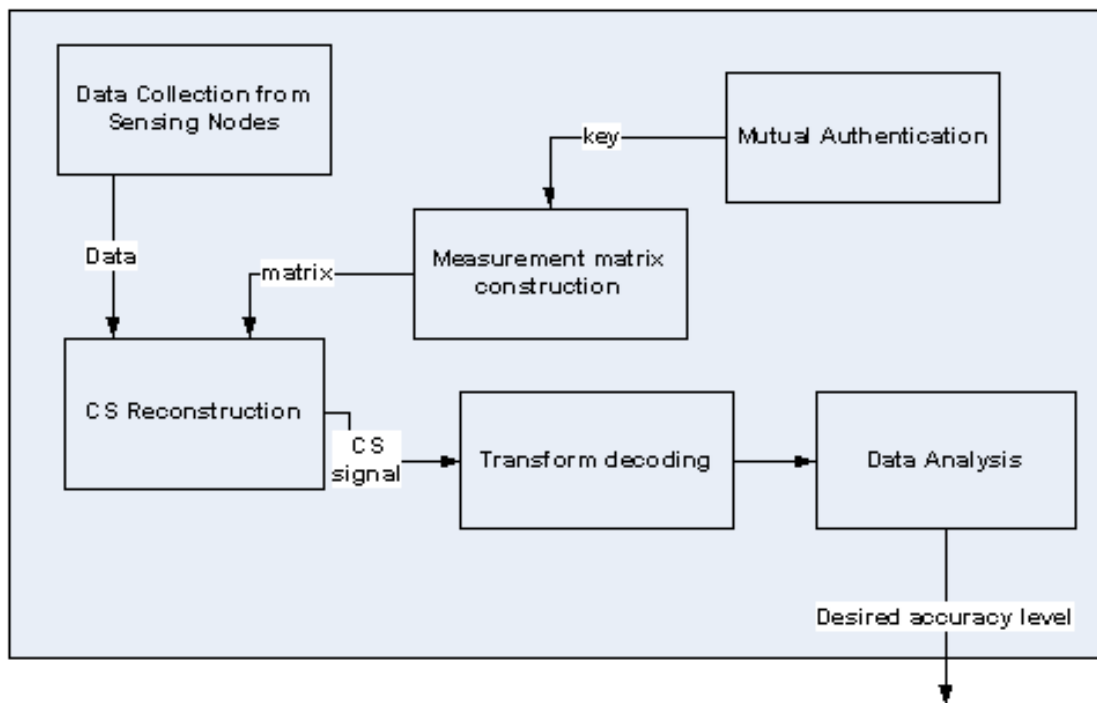 Data Collection from
Sensing Nodes
key
Mutual Authentication
Data
matrix
Measurement matrix
construction
CS Reconstruction
CS
signal
Transform decoding
Data Analysis
Desired accuracy level